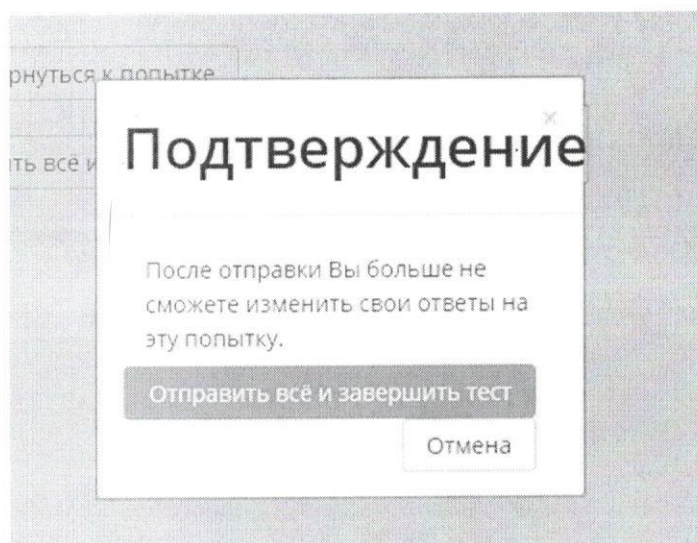 рнуться к попытке
×
Подтверждение
ть всё и
После отправки Вы больше не
сможете изменить свои ответы на
эту попытку.
Отправить всё и завершить тест
Отмена